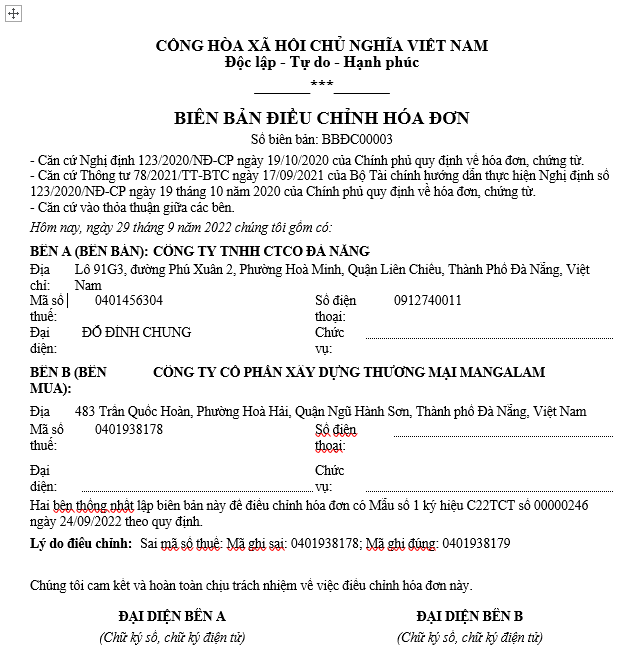 CỘNG HÒA XÃ HỘI CHỦ NGHĨA VIỆT NAM
Độc lập - Tự do - Hạnh phúc
________***________
BIÊN BẢN ĐIỀU CHỈNH HÓA ĐƠN
Số biên bản: BBĐC00003
- Căn cứ Nghị định 123/2020/NĐ-CP ngày 19/10/2020 của Chính phủ quy định về hóa đơn, chứng từ.
- Căn cứ Thông tư 78/2021/TT-BTC ngày 17/09/2021 của Bộ Tài chính hướng dẫn thực hiện Nghị định số
123/2020/NĐ-CP ngày 19 tháng 10 năm 2020 của Chính phủ quy định về hóa đơn, chứng từ.
- Căn cứ vào thỏa thuận giữa các bên.
Hôm nay, ngày 29 tháng 9 năm 2022 chúng tôi gồm có:
BÊN A (BÊN BÁN): CÔNG TY TNHH CTCO ĐÀ NẴNG
Địa chỉ: Lô 91G3, đường Phú Xuân 2, Phường Hoà Minh, Quận Liên Chiểu, Thành Phố Đà Nẵng, Việt
Nam
Mã số thuế: 0401456304 Số điện thoại: 0912740011
Đại diện: ĐỖ ĐÌNH CHUNG Chức vụ:
BÊN B (BÊN MUA): CÔNG TY CỔ PHẦN XÂY DỰNG THƯƠNG MẠI MANGALAM
Địa 483 Trần Quốc Hoàn, Phường Hoà Hải, Quận Ngũ Hành Sơn, Thành phố Đà Nẵng, Việt Nam
Mã số thuế: 0401938178 Số điện thoại:
Đại diện: Chức vụ:
Hai bên thống nhất lập biên bản này để điều chỉnh hóa đơn có Mẫu số 1 ký hiệu C22TCT số 00000246
ngày 24/09/2022 theo quy định.
Lý do điều chỉnh: Sai mã số thuế: Mã ghi sai: 0401938178; Mã ghi đúng: 0401938179
Chúng tôi cam kết và hoàn toàn chịu trách nhiệm về việc điều chỉnh hóa đơn này.
ĐẠI DIỆN BÊN A ĐẠI DIỆN BÊN B
(Chữ ký số, chữ ký điện tử) (Chữ ký số, chữ ký điện tử)